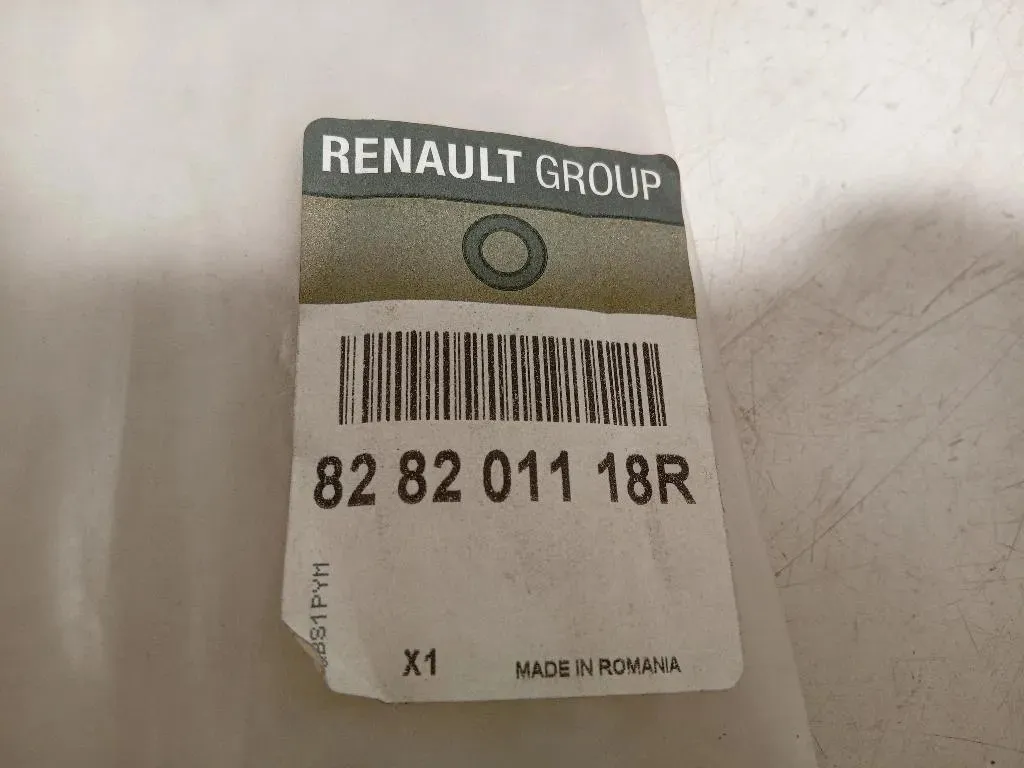 RENAULT GROUP
82 82 011 18R
X1
MADE IN ROMANIA